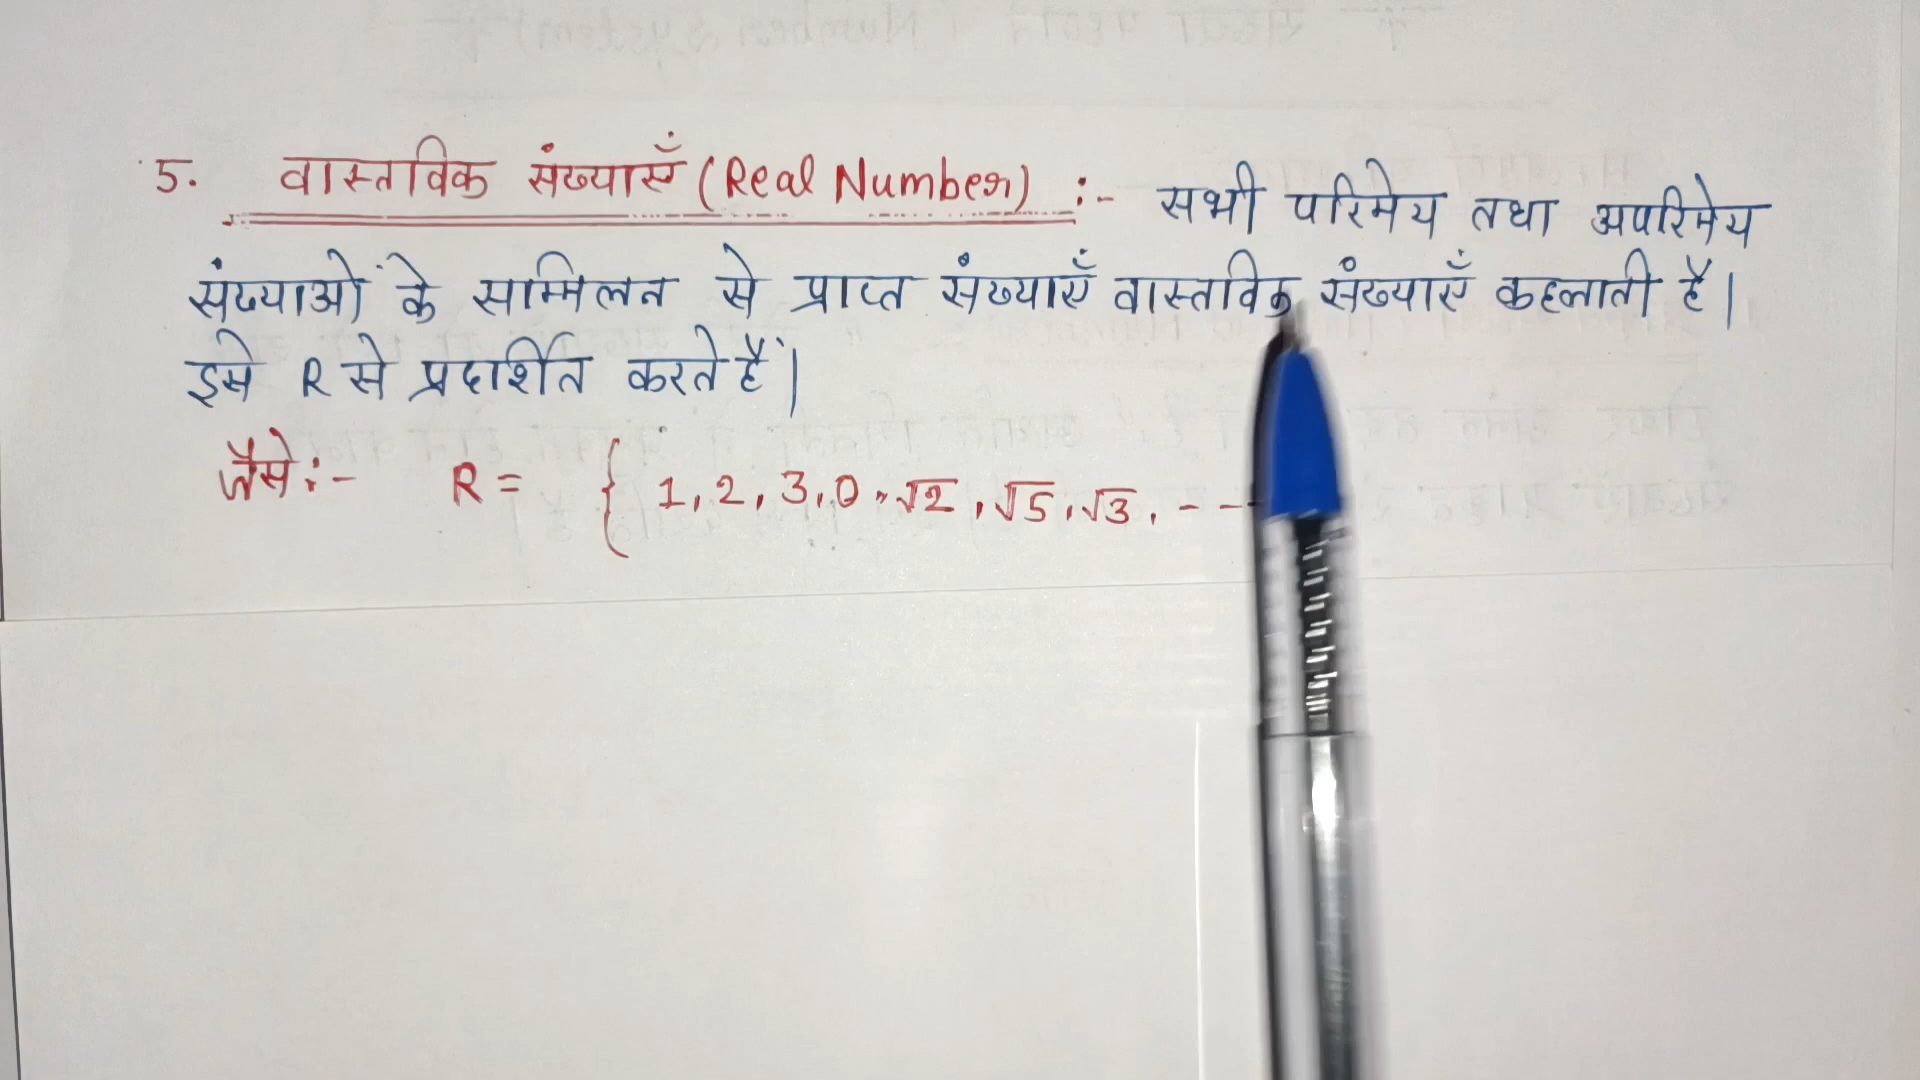 5. वास्तविक संख्याएँ (Real Number) :- सभी परिमेय तथा अपरिमेय
संख्याओं के सम्मिलन से प्राप्त संख्याएँ वास्तविक संख्याएँ कहलाती है।
इसे R से प्रदर्शित करते हैं।
जैसे :- R = { 1, 2, 3, 0, √2, √5, √3, - -